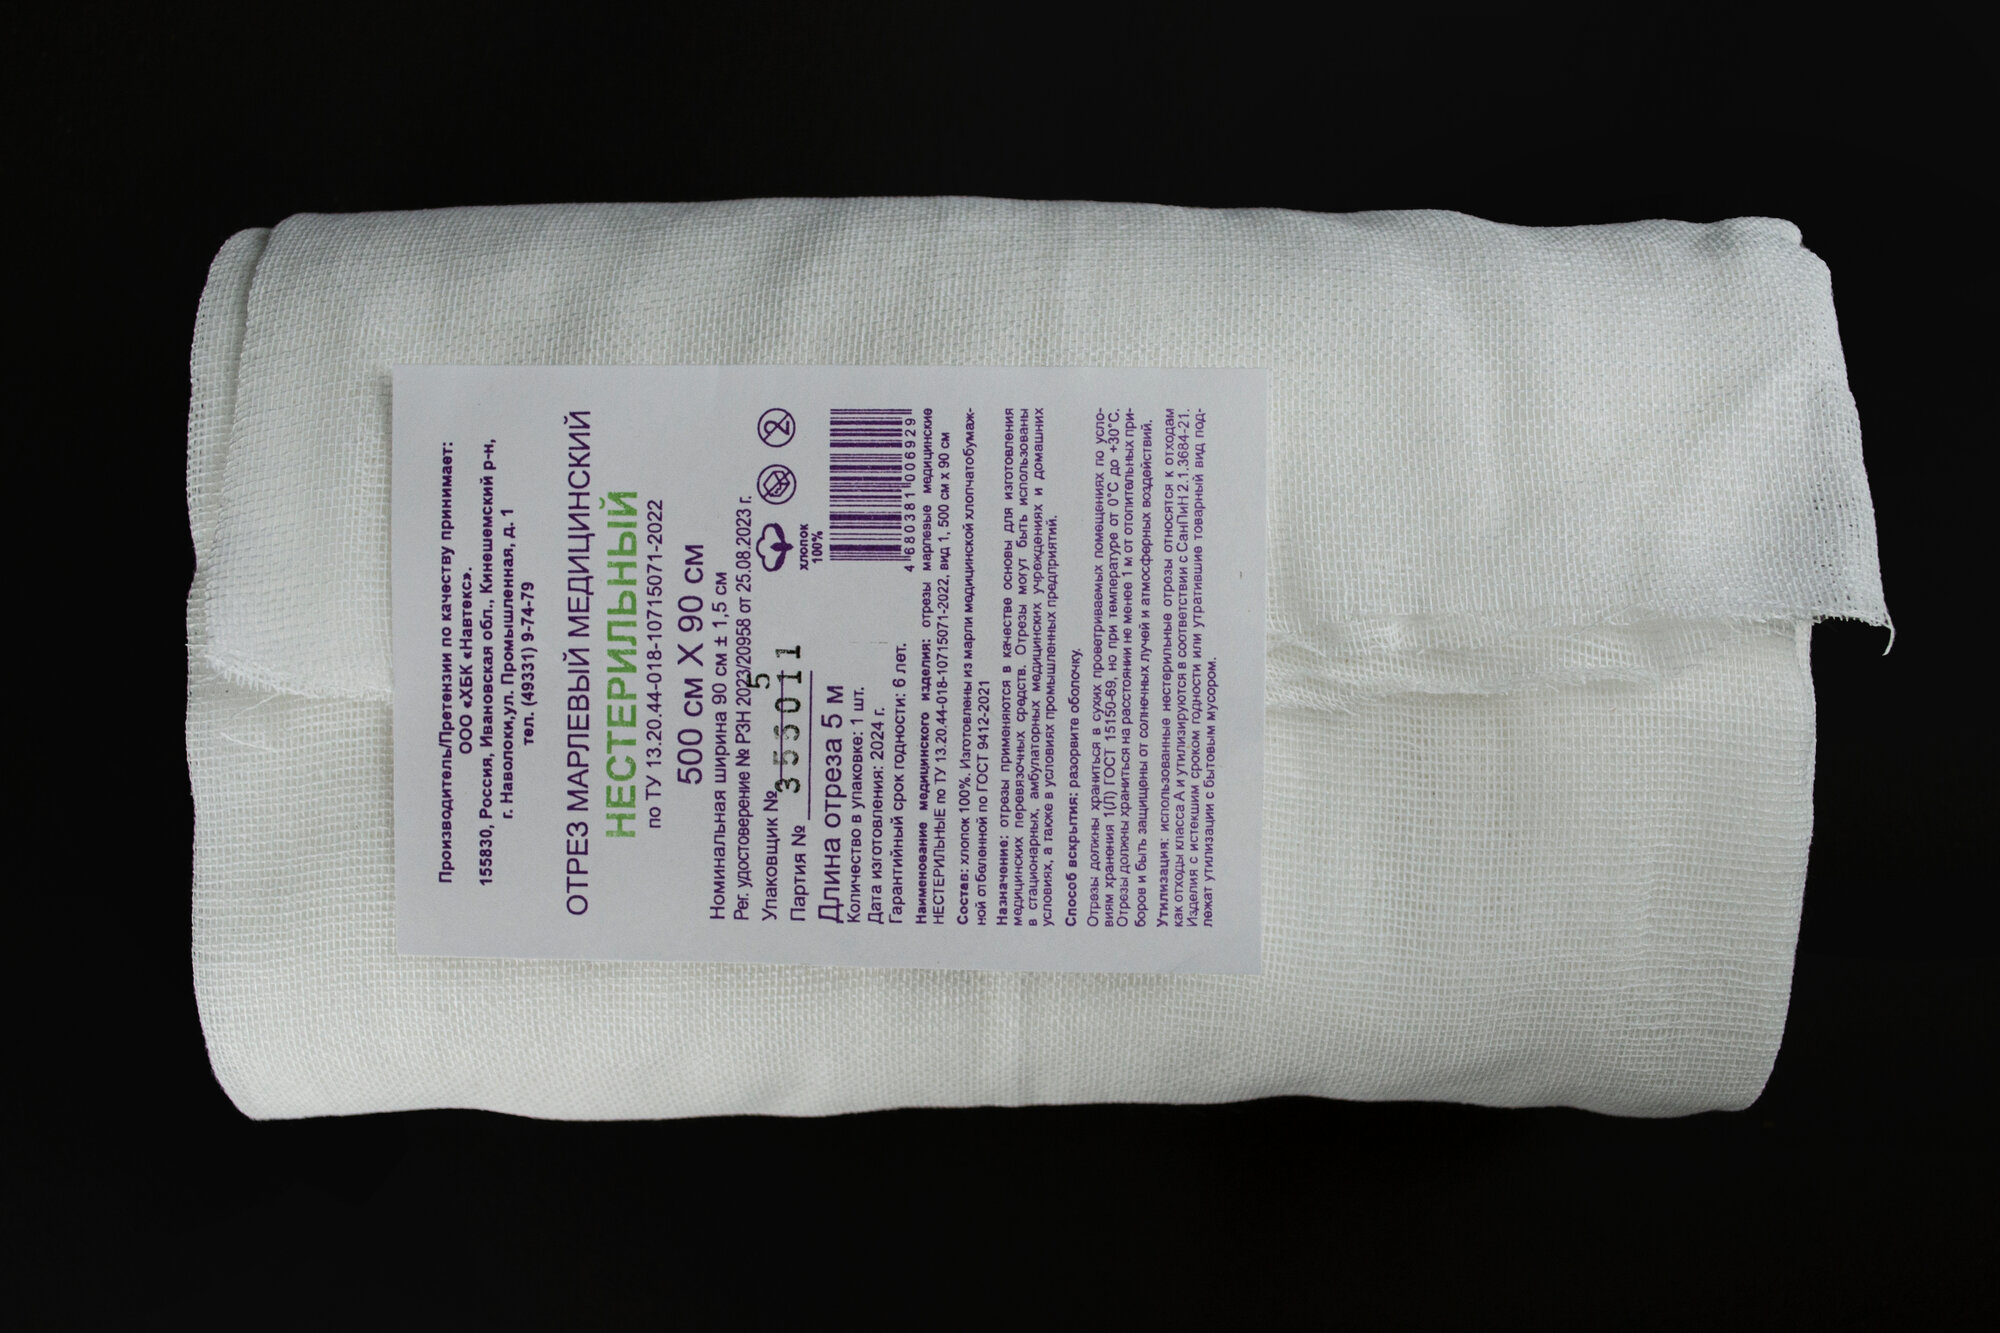 Производитель/Претензии по качеству принимает:
ООО «ХБК «Навтекс».
155830, Россия, Ивановская обл., Кинешемский р-н,
г. Наволоки,ул. Промышленная, д. 1
тел. (49331) 9-74-79
ОТРЕЗ МАРЛЕВЫЙ МЕДИЦИНСКИЙ
НЕСТЕРИЛЬНЫЙ
по ТУ 13.20.44-018-10715071-2022
500 см Х 90 см
Номинальная ширина 90 см ± 1,5 см
Рег. удостоверение № РЗН 2023/20958 от 25.08.2023 г.
Упаковщик № 5
Партия №
Длина отреза 5 м
Количество в упаковке: 1 шт.
Дата изготовления: 2024 г.
Гарантийный срок годности: 6 лет.
хлопок
100%
2
4680381006929
Наименование медицинского изделия: отрезы марлевые медицинские
НЕСТЕРИЛЬНЫЕ по ТУ 13.20.44-018-10715071-2022, вид 1, 500 см х 90 см
Состав: хлопок 100%. Изготовлены из марли медицинской хлопчатобумаж-
ной отбеленной по ГОСТ 9412-2021
Назначение: отрезы применяются в качестве основы для изготовления
медицинских перевязочных средств. Отрезы могут быть использованы
в стационарных, амбулаторных медицинских учреждениях и домашних
условиях, а также в условиях промышленных предприятий.
Способ вскрытия: разорвите оболочку.
Отрезы должны храниться в сухих проветриваемых помещениях по усло-
виям хранения 1(Л) ГОСТ 15150-69, но при температуре от 0°С до +30°С.
Отрезы должны храниться на расстоянии не менее 1 м от отопительных при-
боров и быть защищены от солнечных лучей и атмосферных воздействий.
Утилизация: использованные нестерильные отрезы относятся к отходам
как отходы класса А и утилизируются в соответствии с СанПиН 2.1.3684-21.
Изделия с истекшим сроком годности или утратившие товарный вид под-
лежат утилизации с бытовым мусором.